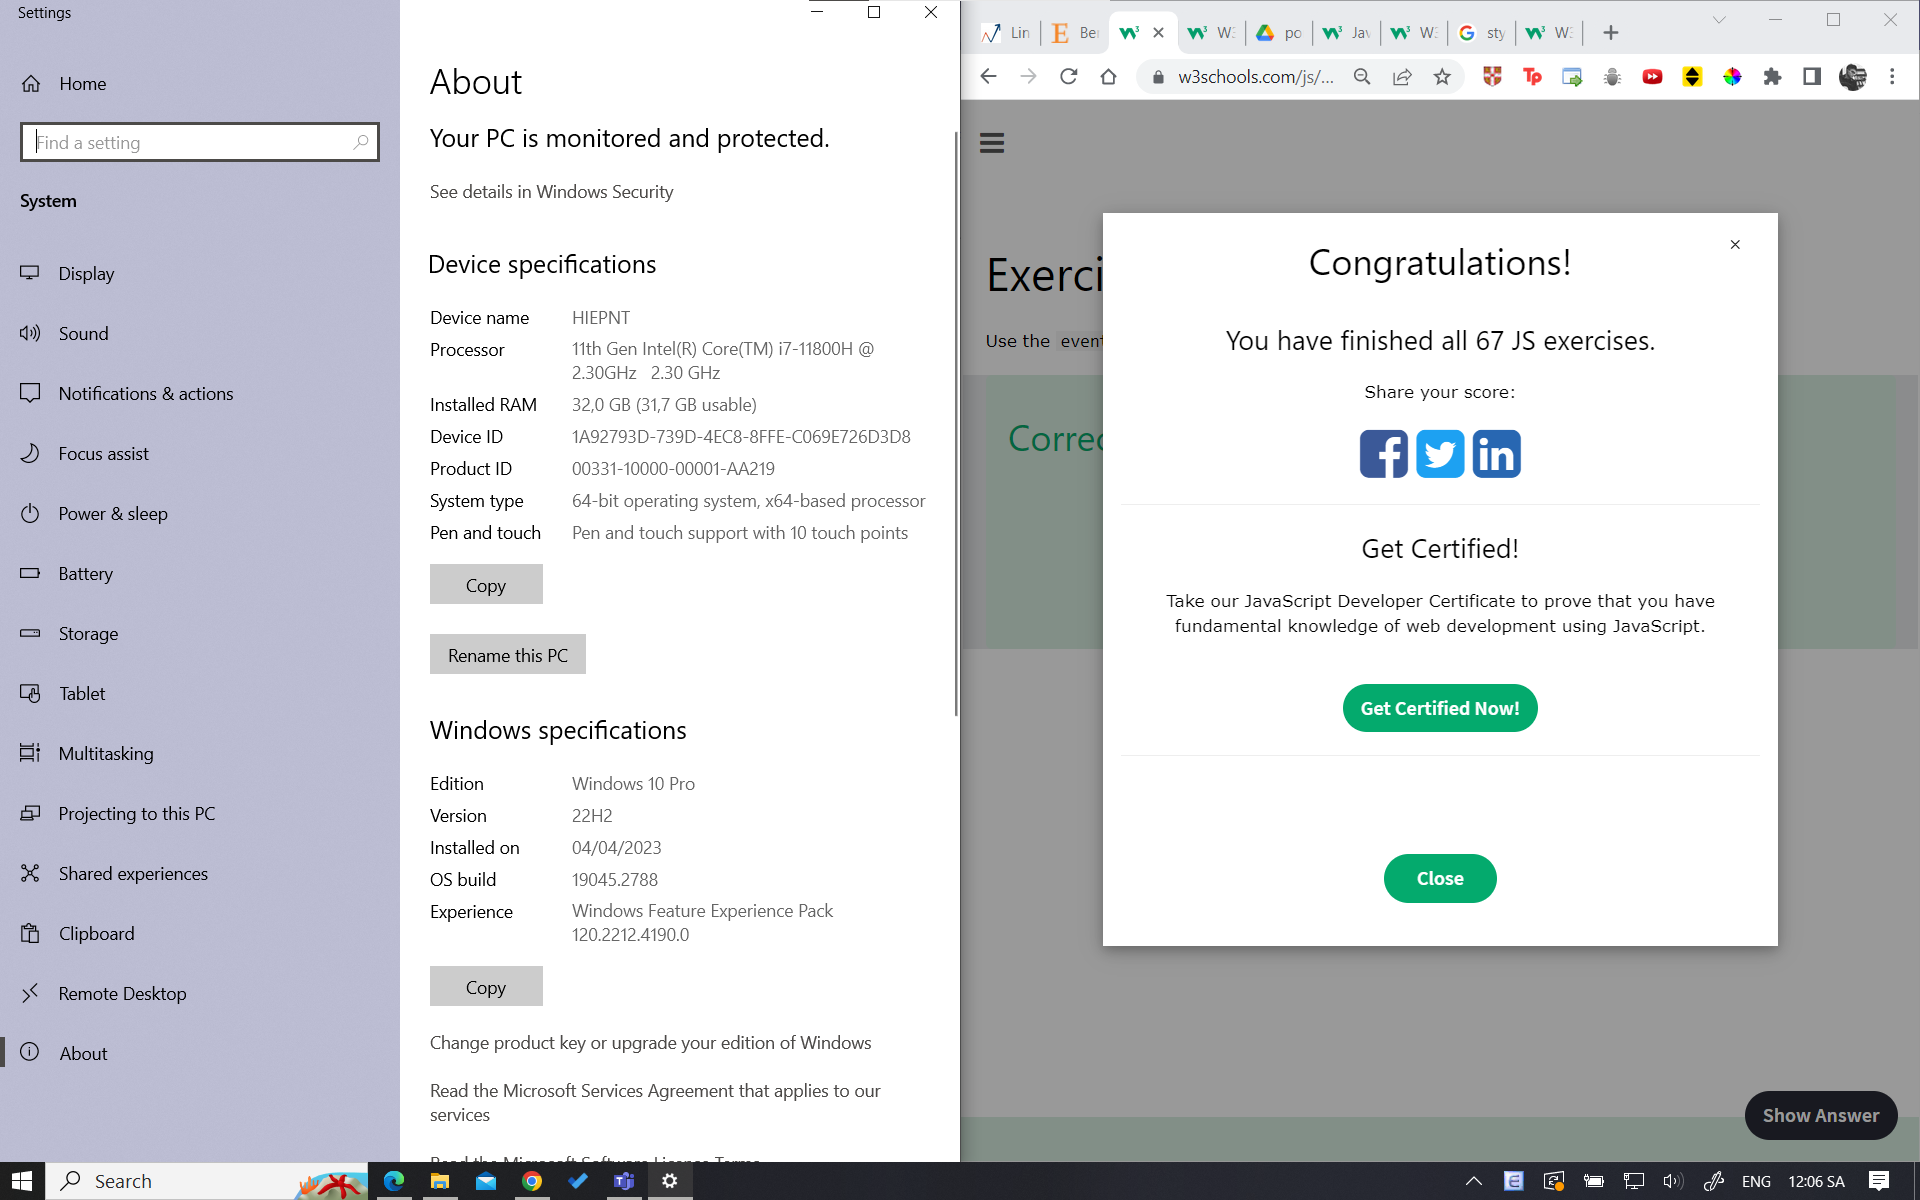 Settings
Home
Find a setting
System
Display
Sound
Notifications & actions
Focus assist
Power & sleep
Battery
Storage
Tablet
Multitasking
Projecting to this PC
Shared experiences
Clipboard
Remote Desktop
About
About
Your PC is monitored and protected.
See details in Windows Security
Device specifications
Device name HIEPNT
Processor 11th Gen Intel(R) Core(TM) i7-11800H @
2.30GHz 2.30 GHz
Installed RAM 32,0 GB (31,7 GB usable)
Device ID 1A92793D-739D-4EC8-8FFE-C069E726D3D8
Product ID 00331-10000-00001-AA219
System type 64-bit operating system, x64-based processor
Pen and touch Pen and touch support with 10 touch points
Copy
Rename this PC
Windows specifications
Edition Windows 10 Pro
Version 22H2
Installed on 04/04/2023
OS build 19045.2788
Experience Windows Feature Experience Pack
120.2212.4190.0
Copy
Change product key or upgrade your edition of Windows
Read the Microsoft Services Agreement that applies to our
services
Read the Microsoft Software License Terms
Lin Ber W3 po Jav W3 sty W3
w3schools.com/js/...
Exerci
Use the event
Correc
Congratulations!
You have finished all 67 JS exercises.
Share your score:
Get Certified!
Take our JavaScript Developer Certificate to prove that you have
fundamental knowledge of web development using JavaScript.
Get Certified Now!
Close
Show Answer
Search
ENG 12:06 SA